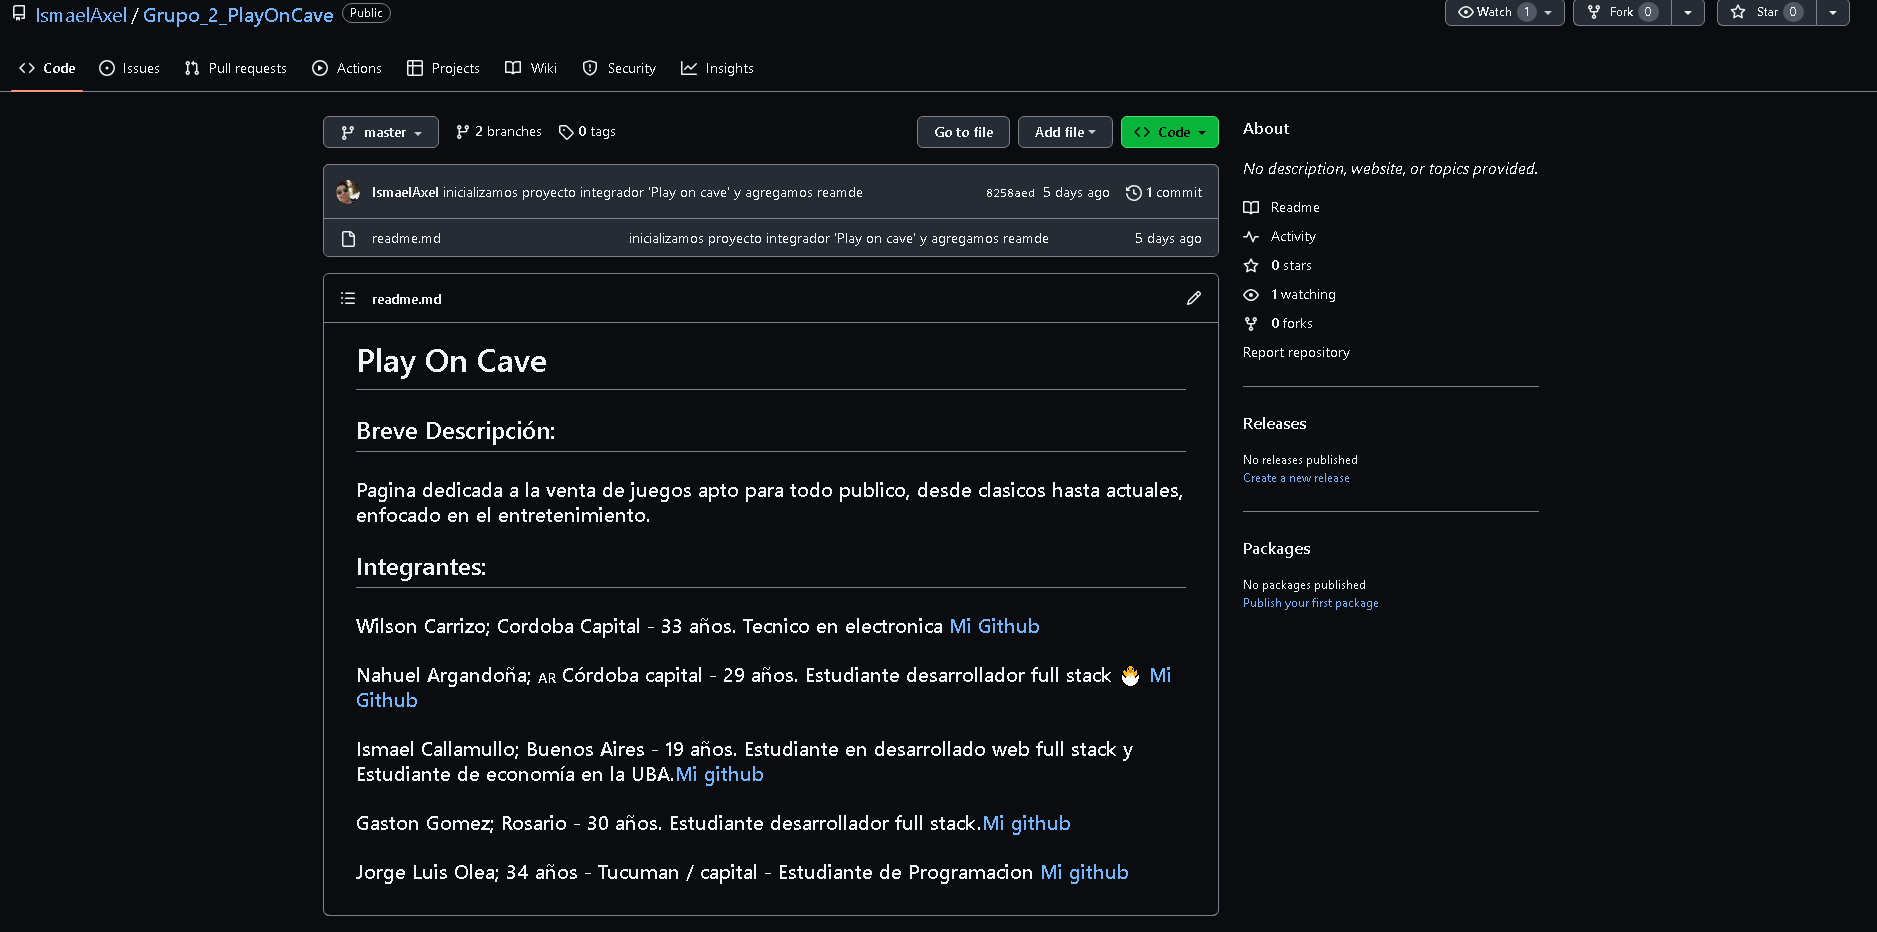 IsmaelAxel / Grupo_2_PlayOnCave Public
Watch 1 Fork 0 Star 0
Code Issues Pull requests Actions Projects Wiki Security Insights
master 2 branches 0 tags Go to file Add file Code
IsmaelAxel inicializamos proyecto integrador 'Play on cave' y agregamos reamde 8258aed 5 days ago 1 commit
readme.md inicializamos proyecto integrador 'Play on cave' y agregamos reamde 5 days ago
readme.md
Play On Cave
Breve Descripción:
Pagina dedicada a la venta de juegos apto para todo publico, desde clasicos hasta actuales,
enfocado en el entretenimiento.
Integrantes:
Wilson Carrizo; Cordoba Capital - 33 años. Tecnico en electronica Mi Github
Nahuel Argandoña; AR Córdoba capital - 29 años. Estudiante desarrollador full stack 🐣 Mi
Github
Ismael Callamullo; Buenos Aires - 19 años. Estudiante en desarrollado web full stack y
Estudiante de economía en la UBA.Mi github
Gaston Gomez; Rosario - 30 años. Estudiante desarrollador full stack.Mi github
Jorge Luis Olea; 34 años - Tucuman / capital - Estudiante de Programacion Mi github
About
No description, website, or topics provided.
Readme
Activity
0 stars
1 watching
0 forks
Report repository
Releases
No releases published
Create a new release
Packages
No packages published
Publish your first package